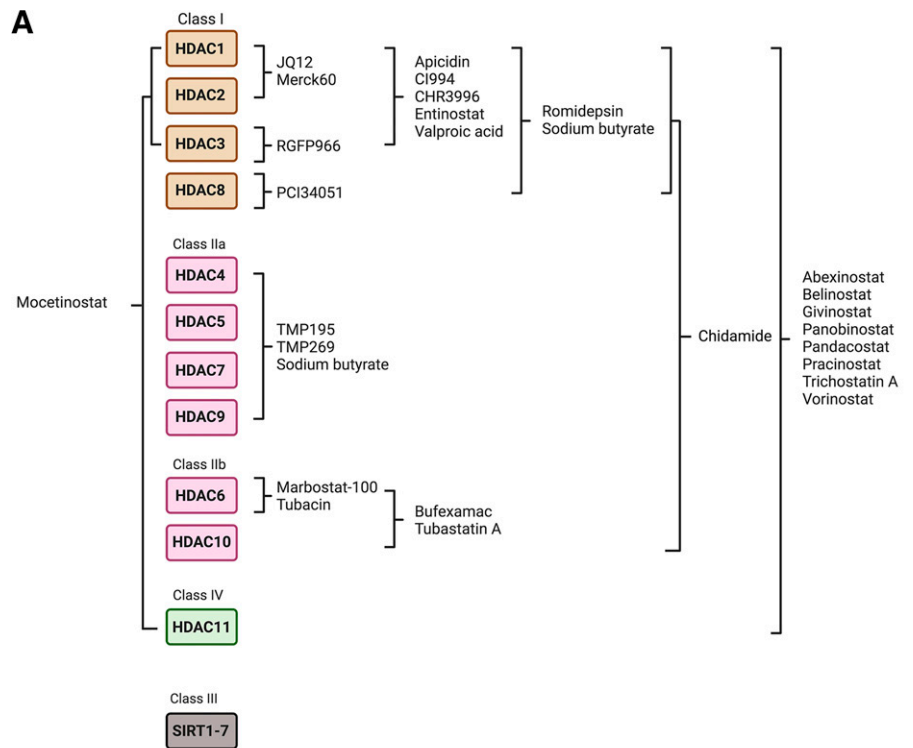 A
Class I
HDAC1
HDAC2
HDAC3
HDAC8
JQ12
Merck60
RGFP966
PCI34051
Apicidin
CI994
CHR3996
Entinostat
Valproic acid
Romidepsin
Sodium butyrate
Class IIa
HDAC4
HDAC5
HDAC7
HDAC9
TMP195
TMP269
Sodium butyrate
Mocetinostat
Class IIb
HDAC6
HDAC10
Marbostat-100
Tubacin
Bufexamac
Tubastatin A
Chidamide
Abexinostat
Belinostat
Givinostat
Panobinostat
Pandacostat
Pracinostat
Trichostatin A
Vorinostat
Class IV
HDAC11
Class III
SIRT1-7